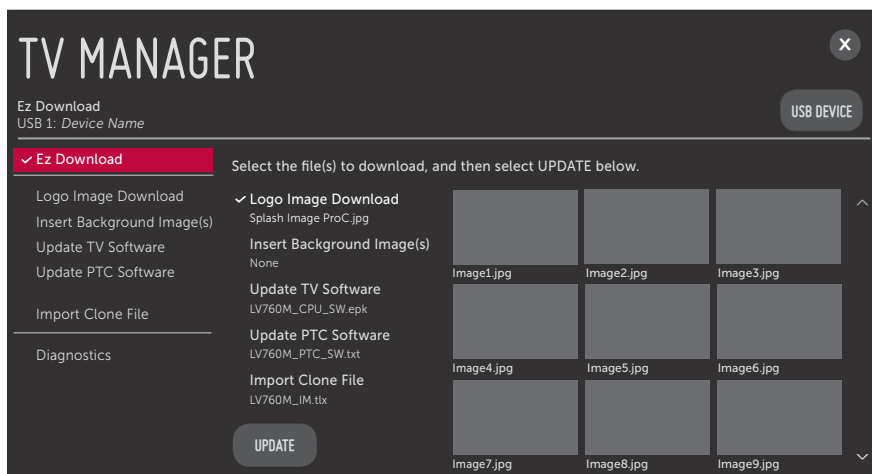 TV MANAGER
X
Ez Download
USB 1: Device Name
USB DEVICE
Ez Download
Logo Image Download
Insert Background Image(s)
Update TV Software
Update PTC Software
Import Clone File
Diagnostics
Select the file(s) to download, and then select UPDATE below.
Logo Image Download
Splash Image ProC.jpg
Insert Background Image(s)
None
Update TV Software
LV760M_CPU_SW.epk
Update PTC Software
LV760M_PTC_SW.txt
Import Clone File
LV760M_IM.tlx
UPDATE
Image1.jpg
Image2.jpg
Image3.jpg
Image4.jpg
Image5.jpg
Image6.jpg
Image7.jpg
Image8.jpg
Image9.jpg